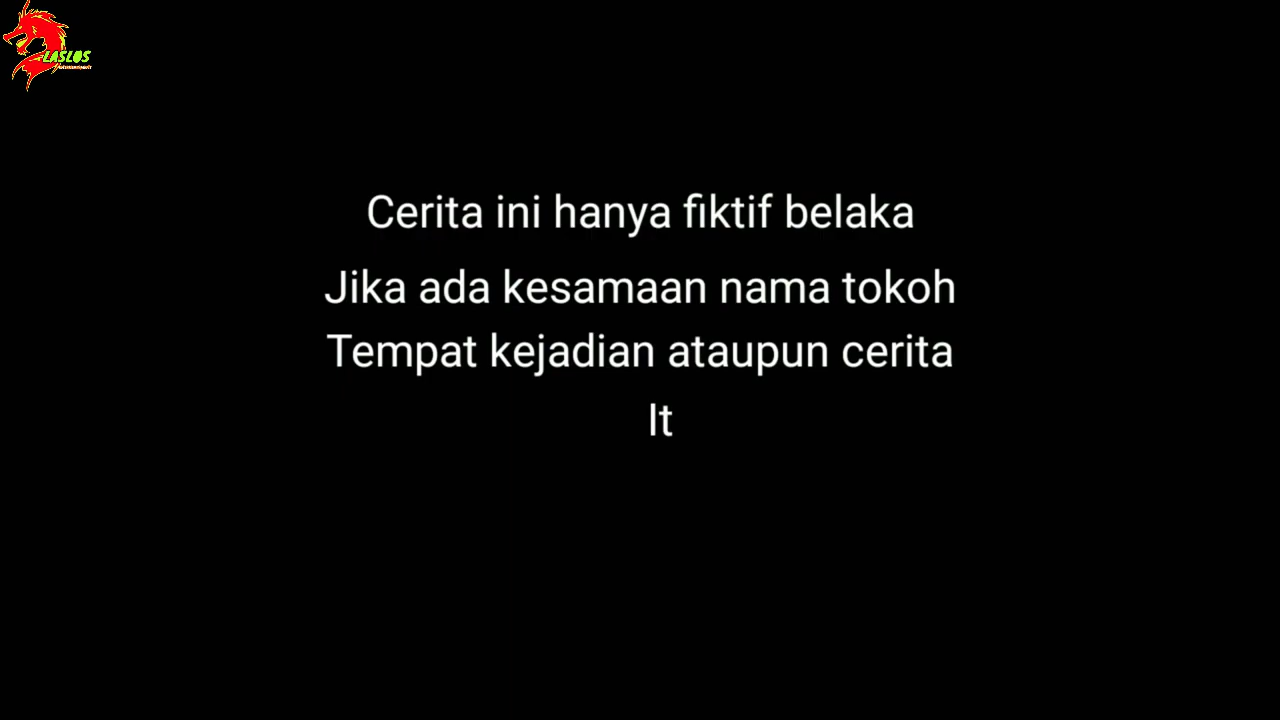 LASLOS
Cerita ini hanya fiktif belaka
Jika ada kesamaan nama tokoh
Tempat kejadian ataupun cerita
It